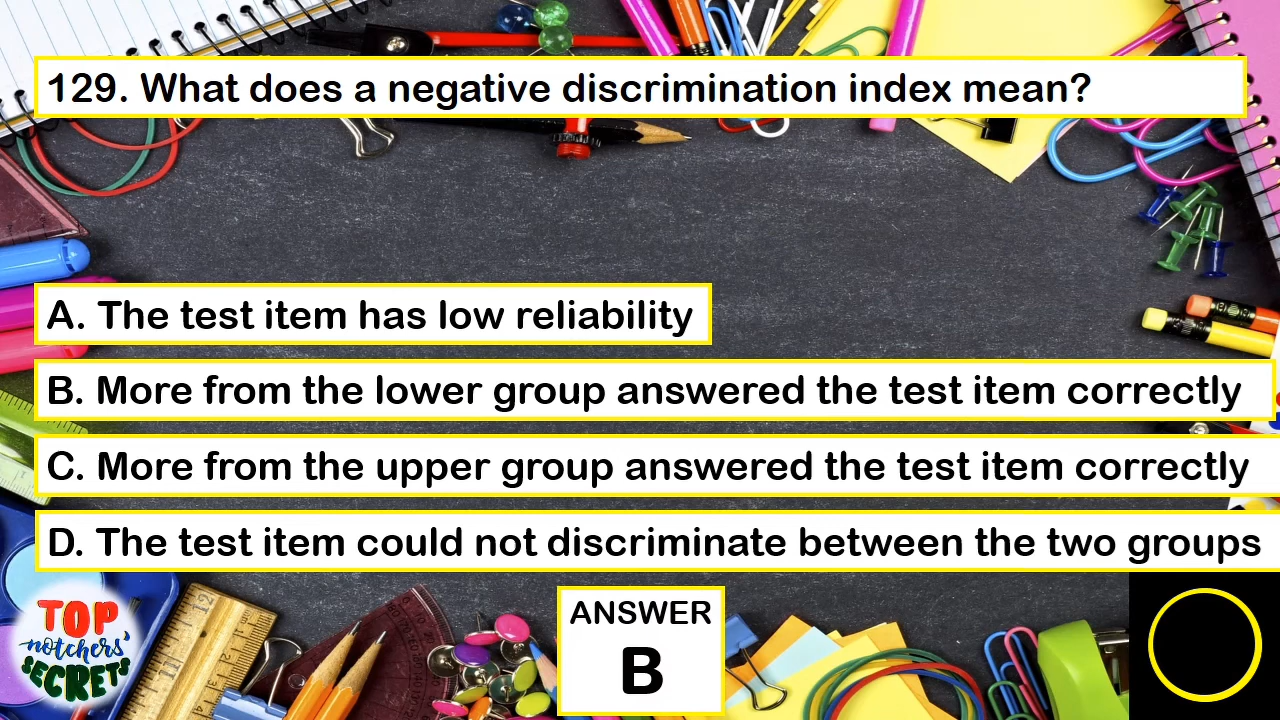 129. What does a negative discrimination index mean?
A. The test item has low reliability
B. More from the lower group answered the test item correctly
C. More from the upper group answered the test item correctly
D. The test item could not discriminate between the two groups
TOP
notchers'
SECRETS
ANSWER
B
12